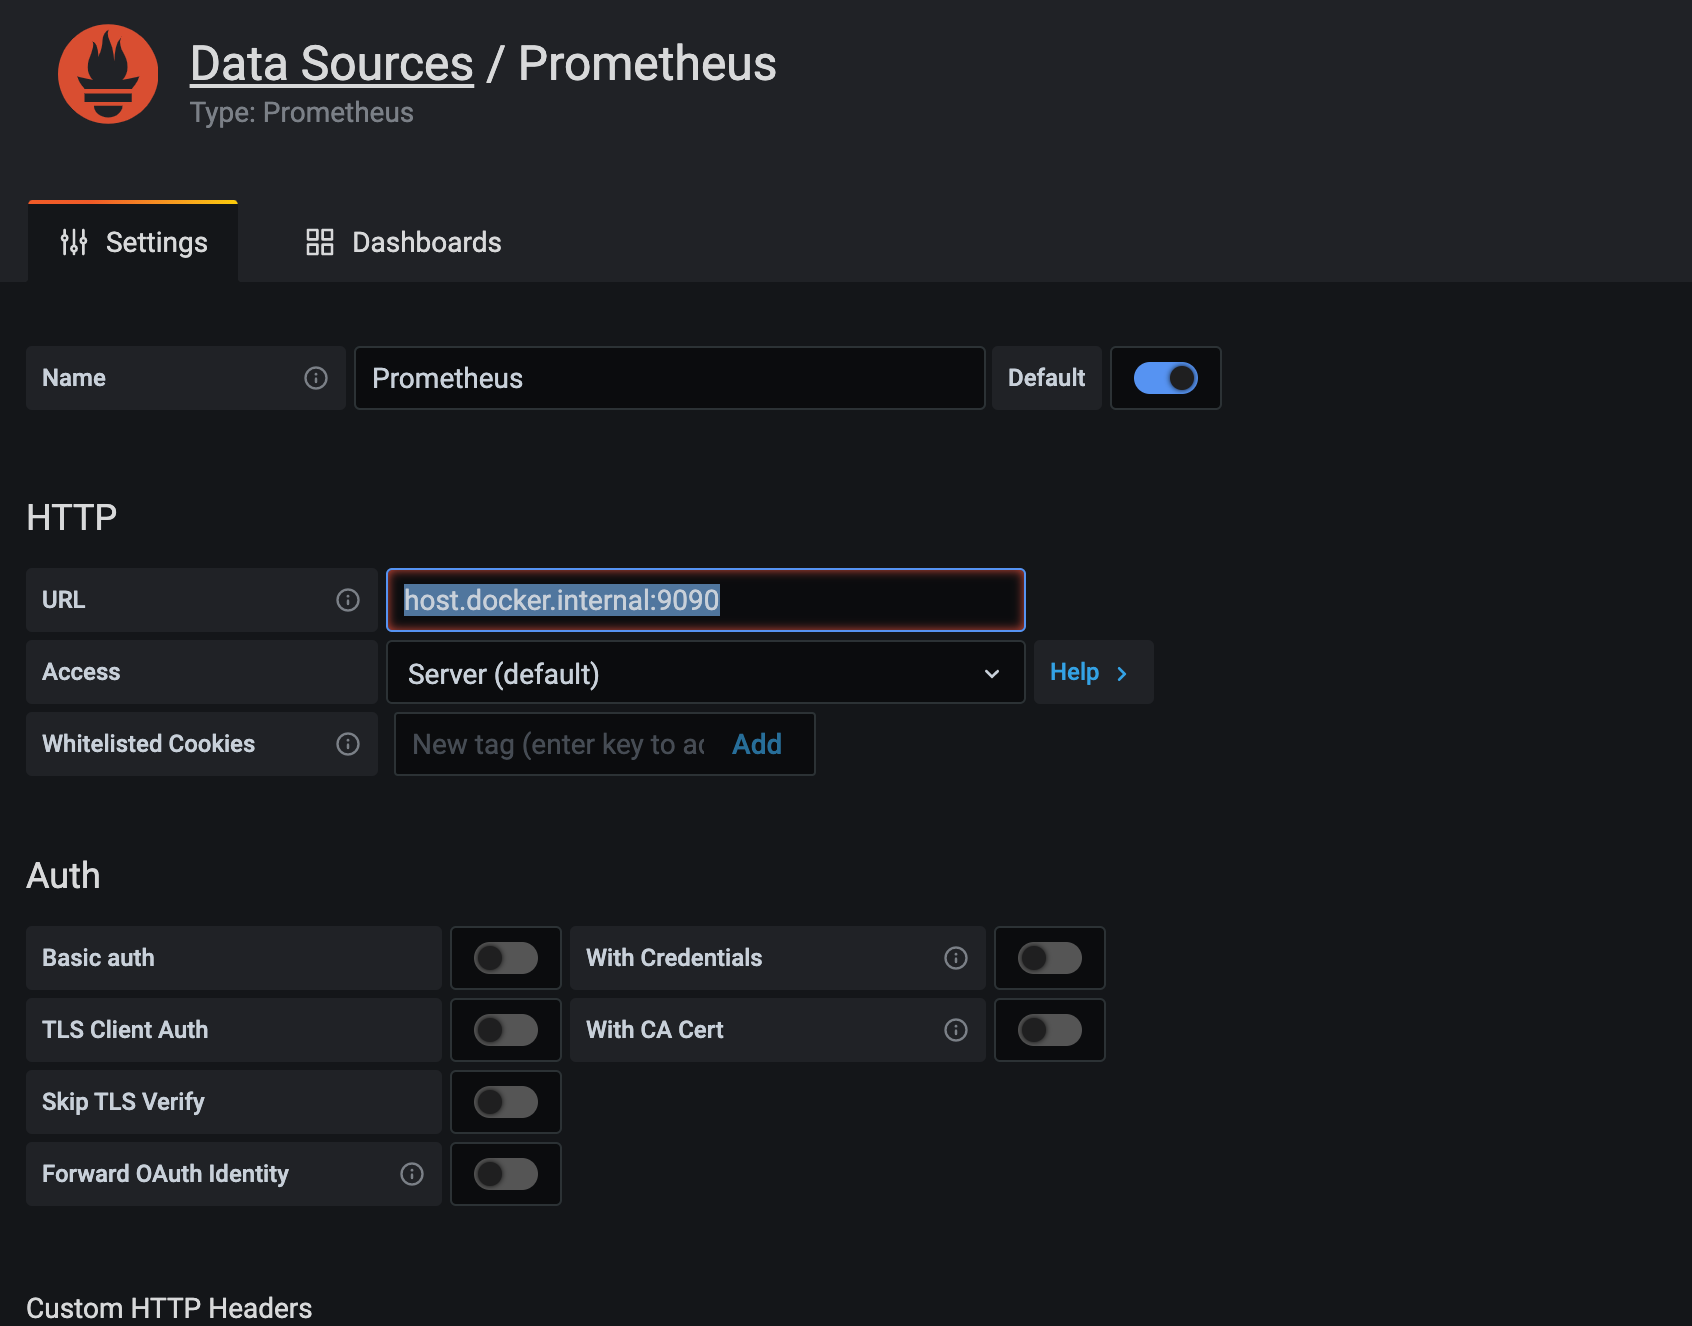 Data Sources / Prometheus
Type: Prometheus
Settings
Dashboards
Name
Prometheus
Default
HTTP
URL
host.docker.internal:9090
Access
Server (default)
Help
Whitelisted Cookies
New tag (enter key to ac
Add
Auth
Basic auth
With Credentials
TLS Client Auth
With CA Cert
Skip TLS Verify
Forward OAuth Identity
Custom HTTP Headers